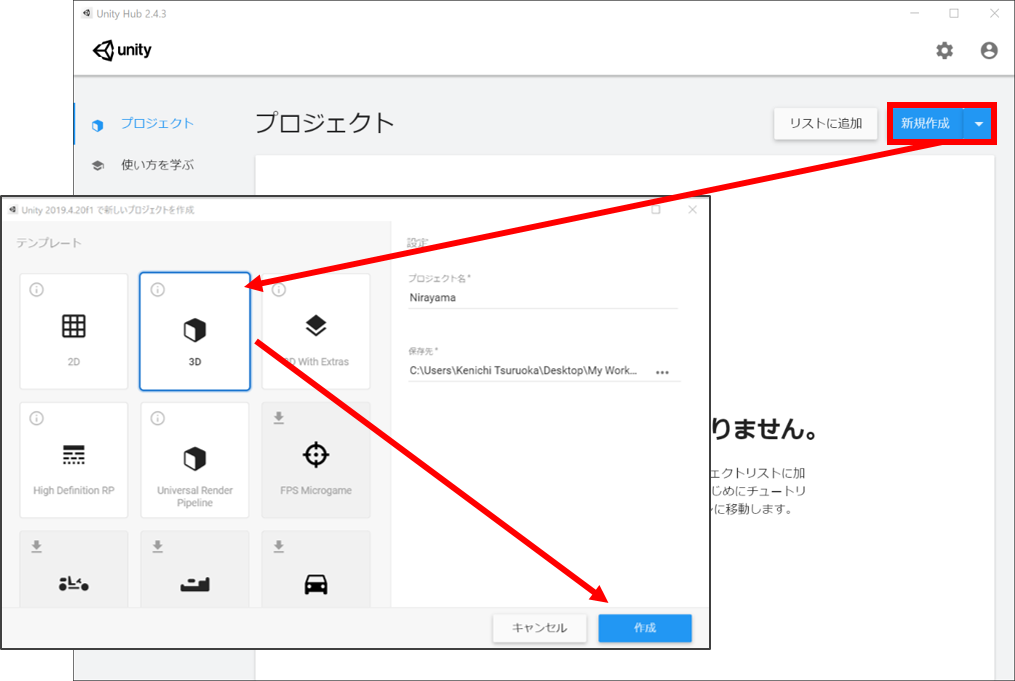 Unity Hub 2.4.3
unity
プロジェクト
使い方を学ぶ
プロジェクト
リストに追加
新規作成
Unity 2019.4.20f1 で新しいプロジェクトを作成
テンプレート
2D
3D
With Extras
High Definition RP
Universal Render
Pipeline
FPS Microgame
設定
プロジェクト名*
Nirayama
保存先*
C:\Users\Kenichi Tsuruoka\Desktop\My Work...
キャンセル
作成
りません。
ェクトリストに加
じめにチュートリ
に移動します。